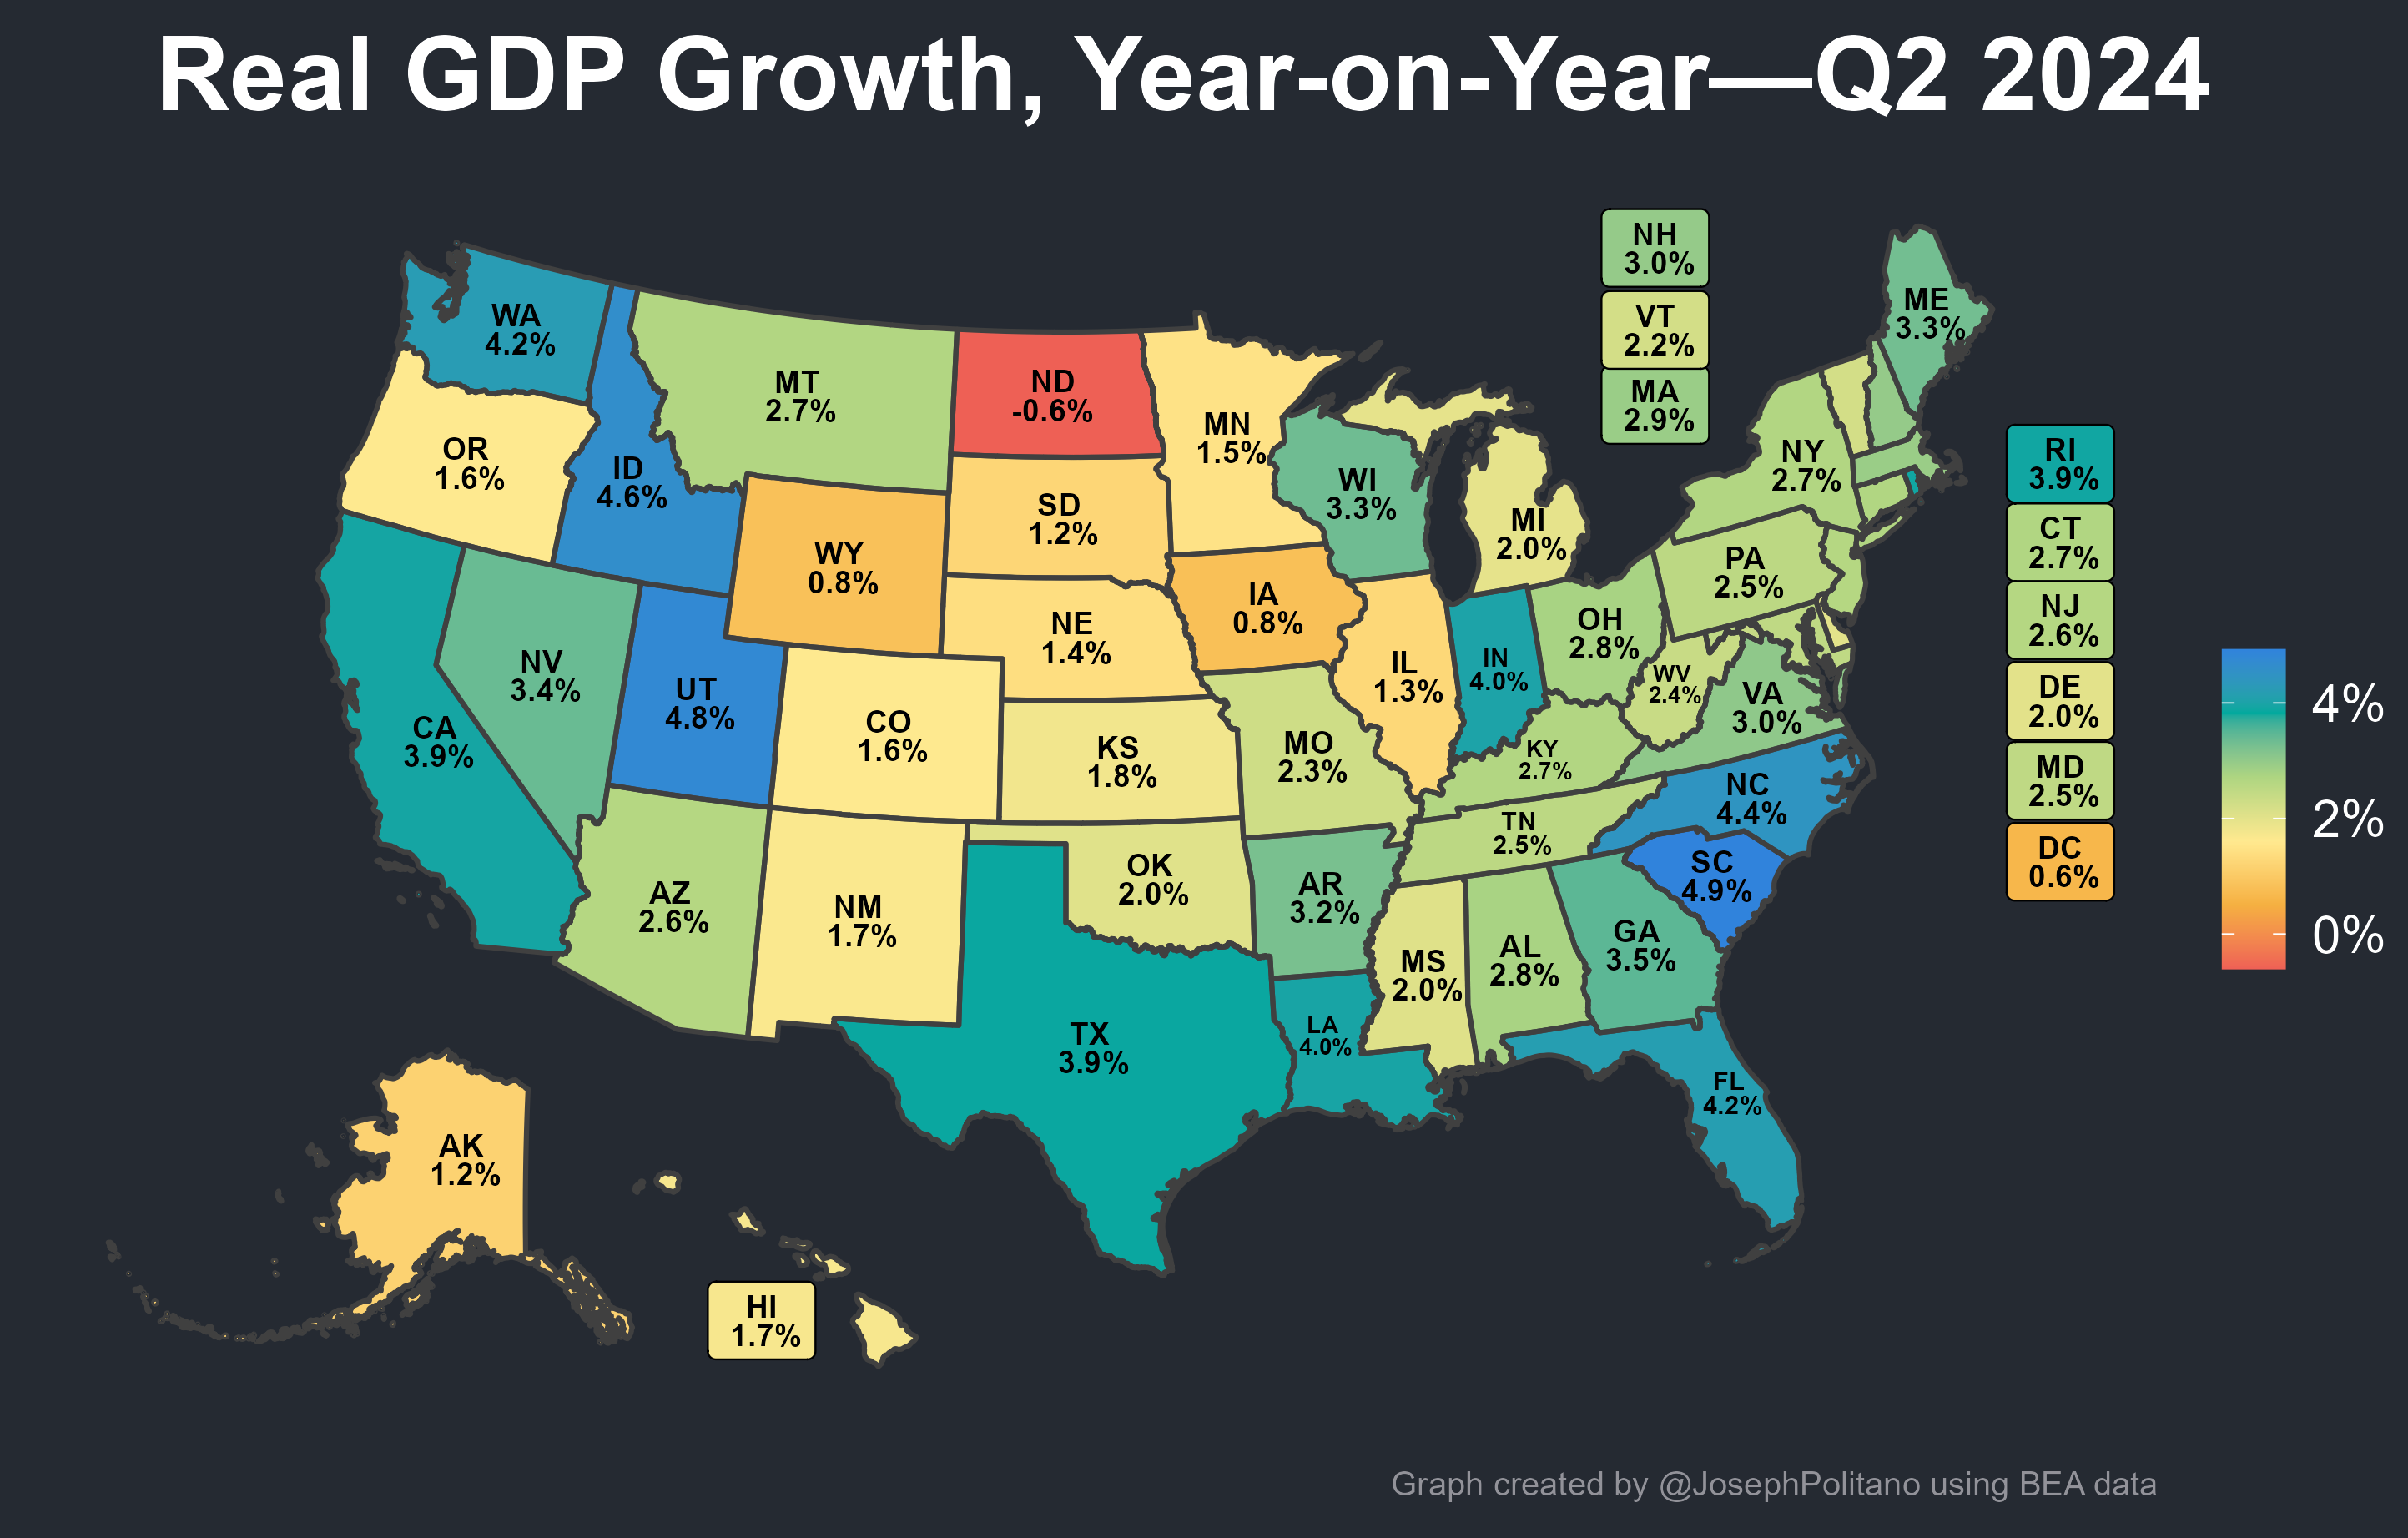 Real GDP Growth, Year-on-Year—Q2 2024
NH
3.0%
VT
2.2%
MA
2.9%
ME
3.3%
WA
4.2%
MT
2.7%
ND
-0.6%
MN
1.5%
OR
1.6%
ID
4.6%
WI
3.3%
NY
2.7%
RI
3.9%
SD
1.2%
MI
2.0%
CT
2.7%
WY
0.8%
IA
0.8%
PA
2.5%
NJ
2.6%
NE
1.4%
OH
2.8%
NV
3.4%
UT
4.8%
IL
1.3%
IN
4.0%
WV
2.4%
VA
3.0%
DE
2.0%
CA
3.9%
CO
1.6%
KS
1.8%
MO
2.3%
KY
2.7%
NC
4.4%
MD
2.5%
4%
2%
0%
TN
2.5%
SC
4.9%
DC
0.6%
AZ
2.6%
NM
1.7%
OK
2.0%
AR
3.2%
MS
2.0%
AL
2.8%
GA
3.5%
TX
3.9%
LA
4.0%
FL
4.2%
AK
1.2%
HI
1.7%
Graph created by @JosephPolitano using BEA data